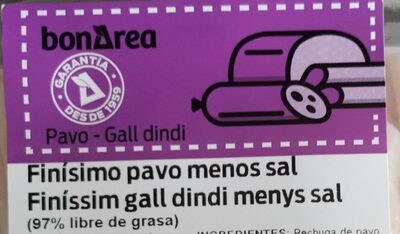 bonÀrea
GARANTÍA
DESDE 1959
Pavo - Gall dindi
Finísimo pavo menos sal
Finíssim gall dindi menys sal
(97% libre de grasa)
INGREDIENTES: Pechuga de pavo